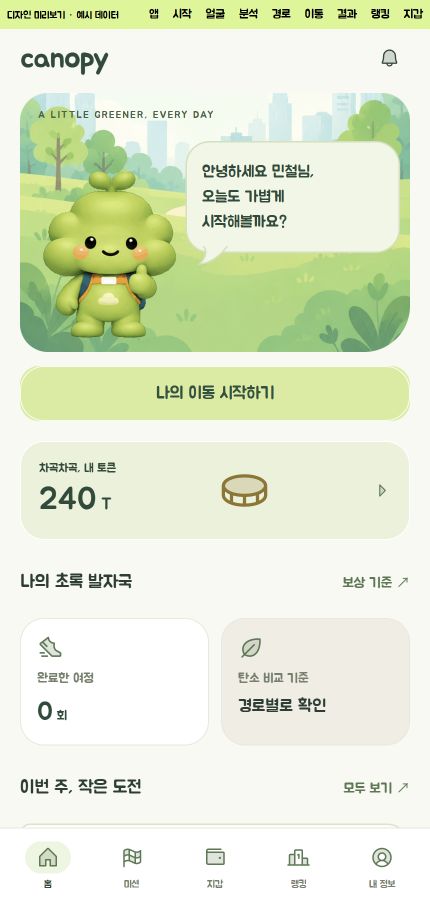 디자인 미리보기 · 예시 데이터 앱 시작 얼굴 분석 경로 이동 결과 랭킹 지갑
canopy
A LITTLE GREENER, EVERY DAY
안녕하세요 민철님,
오늘도 가볍게
시작해볼까요?
나의 이동 시작하기
차곡차곡, 내 토큰
240 T
나의 초록 발자국 보상 기준 ↗
완료한 여정
0 회
탄소 비교 기준
경로별로 확인
이번 주, 작은 도전 모두 보기 ↗
홈 미션 지갑 랭킹 내 정보